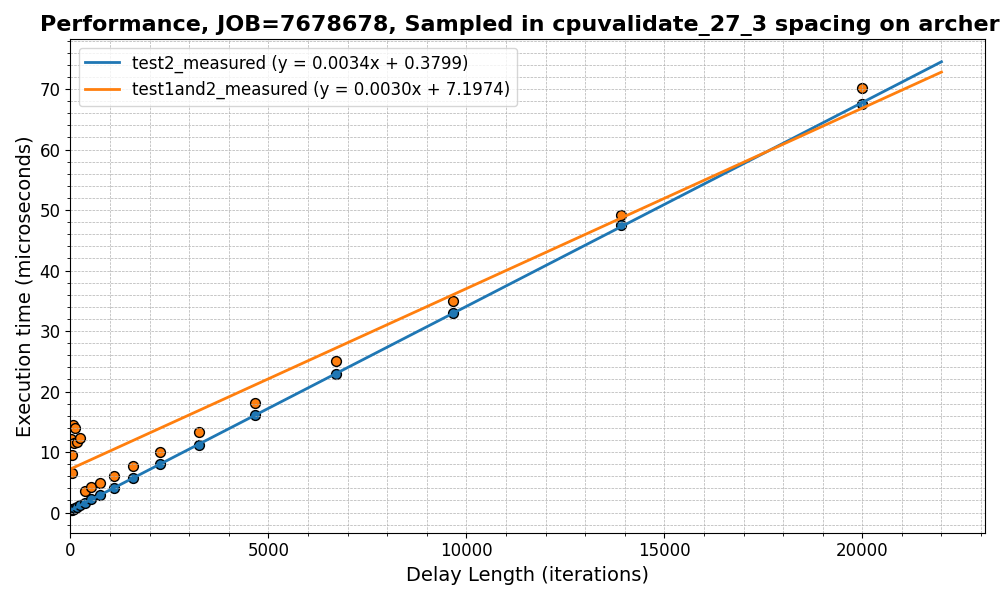 Performance, JOB=7678678, Sampled in cpuvalidate_27_3 spacing on archer
test2_measured (y = 0.0034x + 0.3799)
test1and2_measured (y = 0.0030x + 7.1974)
Execution time (microseconds)
70
60
50
40
30
20
10
0
0 5000 10000 15000 20000
Delay Length (iterations)